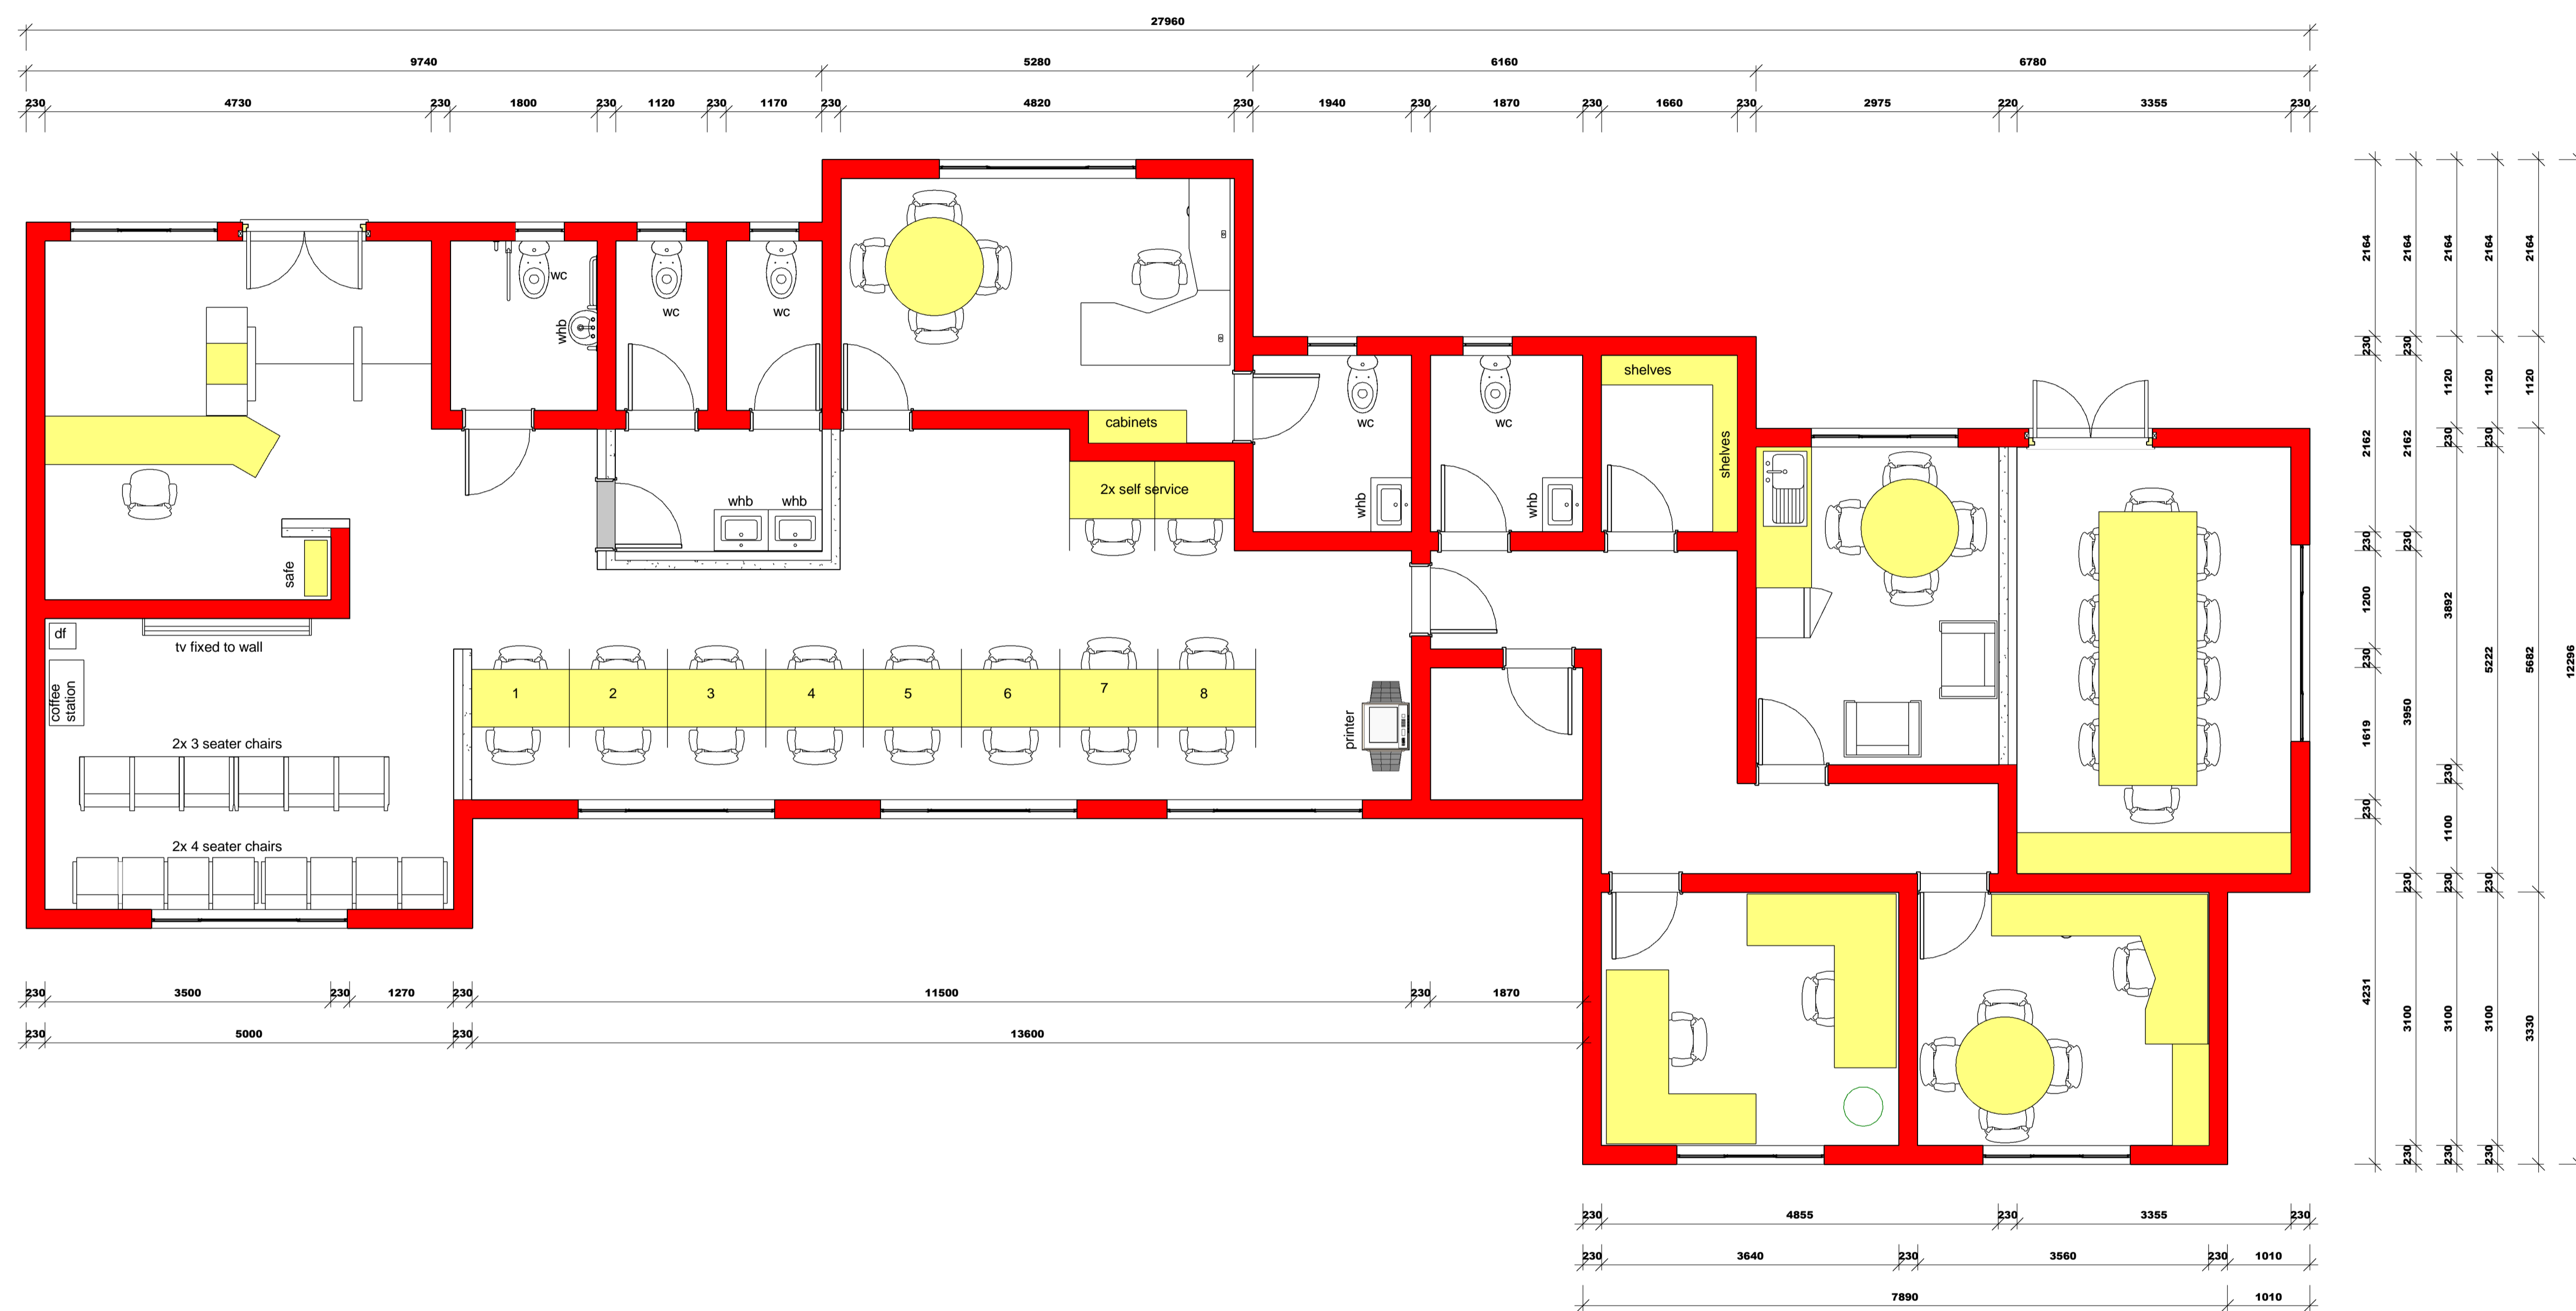 27960
9740 5280 6160 6780
230 4730 230 1800 230 1120 230 1170 230 4820 230 1940 230 1870 230 1660 230 2975 220 3355 230
wc
whb
wc
wc
whb whb
cabinets
2x self service
wc
whb
wc
whb
shelves
shelves
safe
df
tv fixed to wall
coffee
station
2x 3 seater chairs
2x 4 seater chairs
1 2 3 4 5 6 7 8
printer
2164 230 2162 230 1200 230 1619 230 4231
2164 230 2162 230 3950 230 3100 230
2164 1120 230 3892 230 1100 230 3100 230
2164 1120 230 5222 230 3100 230
2164 1120 5682 3330
12296
230 3500 230 1270 230 11500 230 1870
230 5000 230 13600
230 4855 230 3355 230
230 3640 230 3560 230 1010
7890 1010